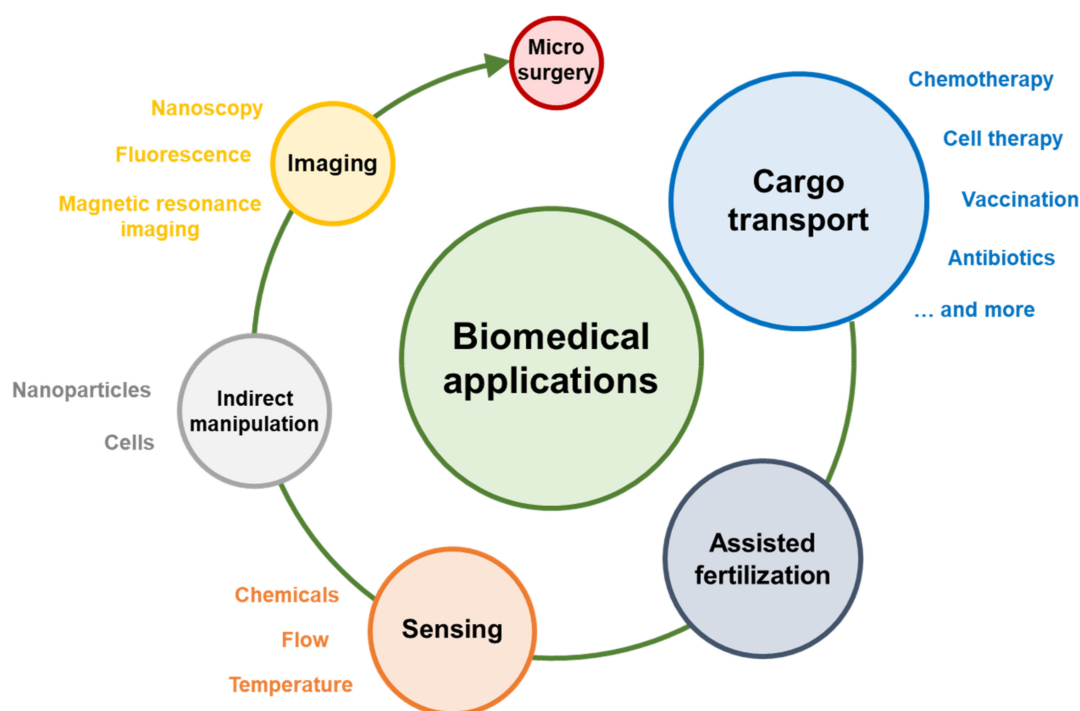 Micro
surgery
Chemotherapy
Nanoscopy
Cell therapy
Fluorescence
Imaging
Cargo
transport
Vaccination
Magnetic resonance
imaging
Antibiotics
... and more
Biomedical
applications
Nanoparticles
Indirect
manipulation
Cells
Assisted
fertilization
Chemicals
Sensing
Flow
Temperature